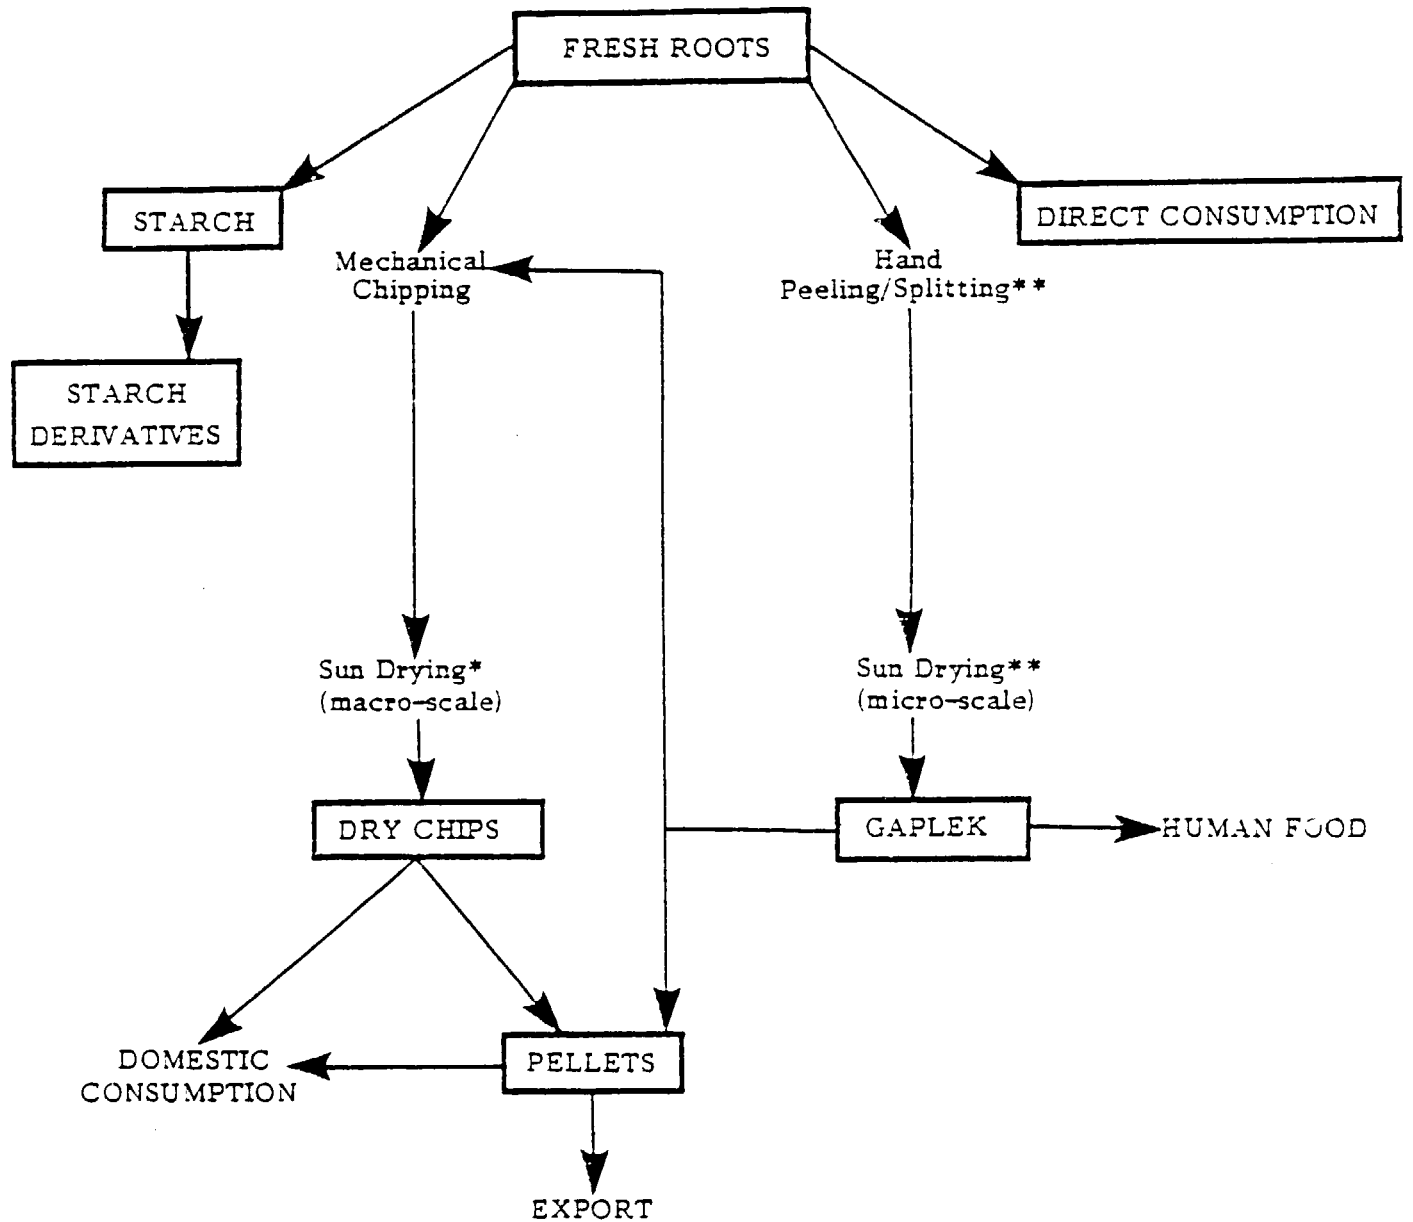 FRESH ROOTS
STARCH
DIRECT CONSUMPTION
Mechanical
Chipping
Hand
Peeling/Splitting**
STARCH
DERIVATIVES
Sun Drying*
(macro-scale)
Sun Drying**
(micro-scale)
DRY CHIPS
GAPLEK
HUMAN FOOD
DOMESTIC
CONSUMPTION
PELLETS
EXPORT